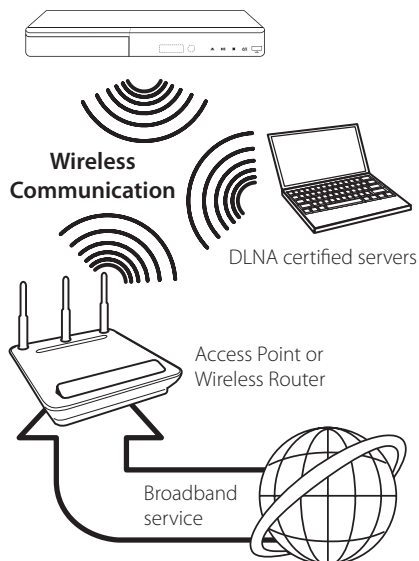 Wireless
Communication
DLNA certified servers
Access Point or
Wireless Router
Broadband
service